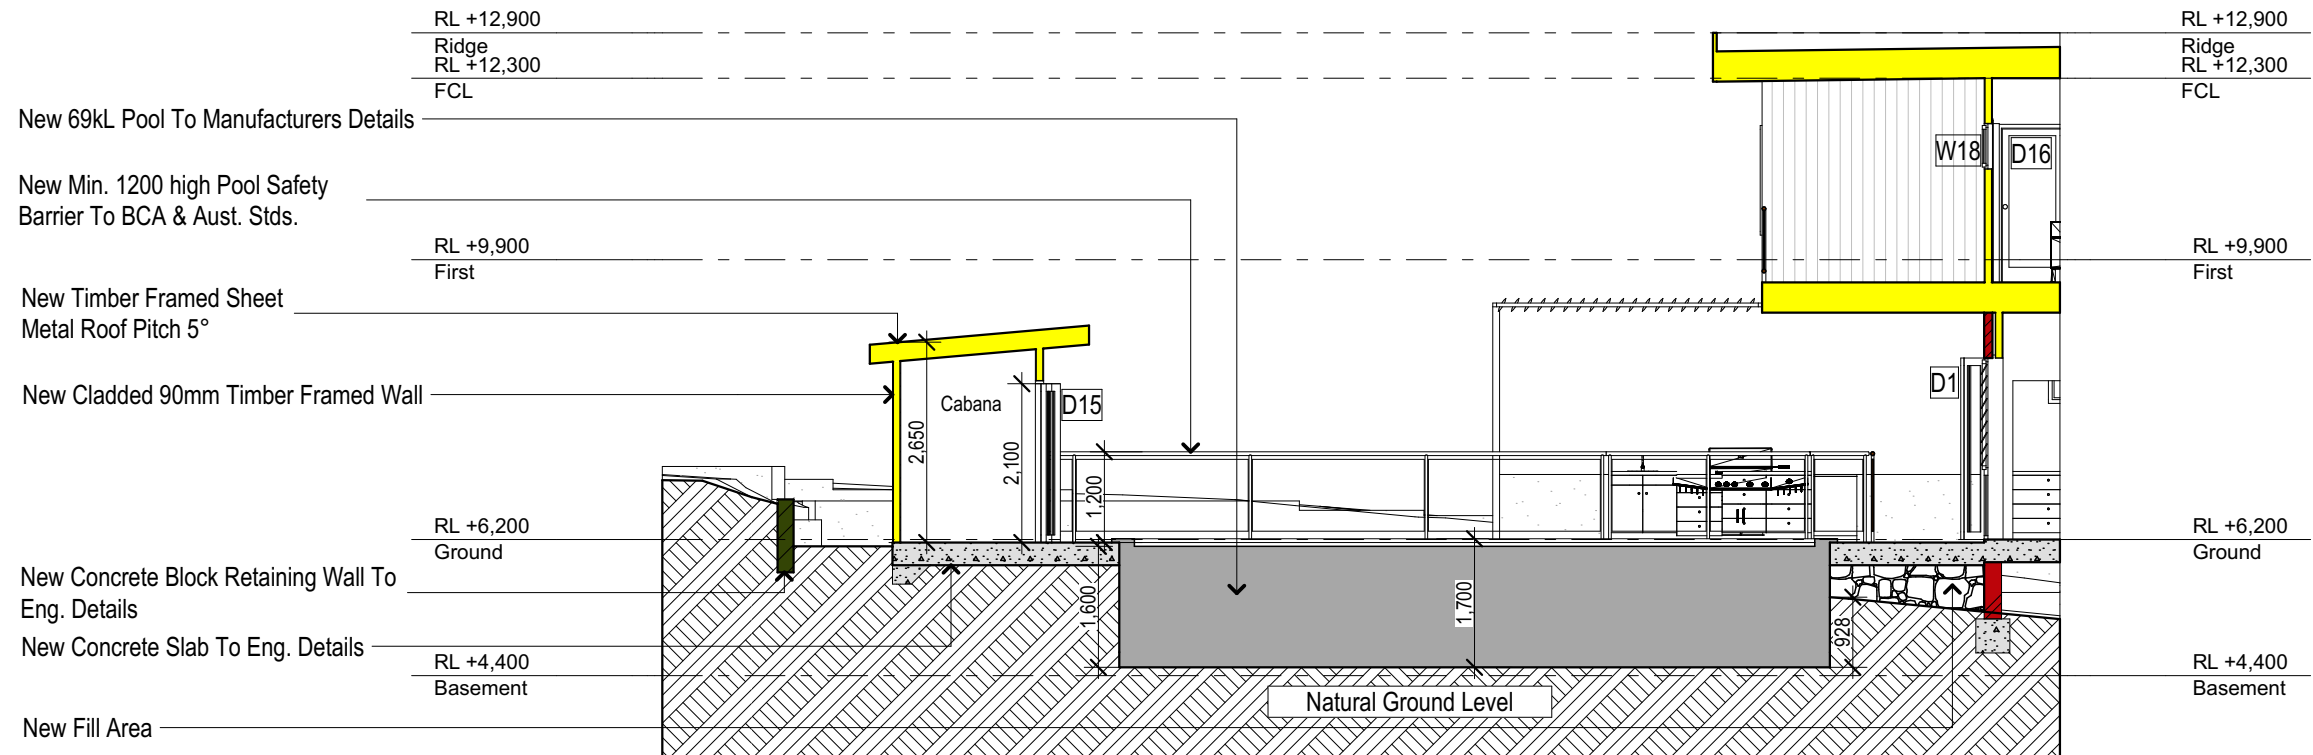 RL +12,900
Ridge
RL +12,300
FCL
New 69kL Pool To Manufacturers Details
New Min. 1200 high Pool Safety
Barrier To BCA & Aust. Stds.
RL +9,900
First
New Timber Framed Sheet
Metal Roof Pitch 5°
New Cladded 90mm Timber Framed Wall
RL +6,200
Ground
New Concrete Block Retaining Wall To
Eng. Details
New Concrete Slab To Eng. Details
RL +4,400
Basement
New Fill Area
Cabana
D15
2,650
2,100
1,200
1,600
1,700
928
Natural Ground Level
W18
D16
D1
RL +12,900
Ridge
RL +12,300
FCL
RL +9,900
First
RL +6,200
Ground
RL +4,400
Basement